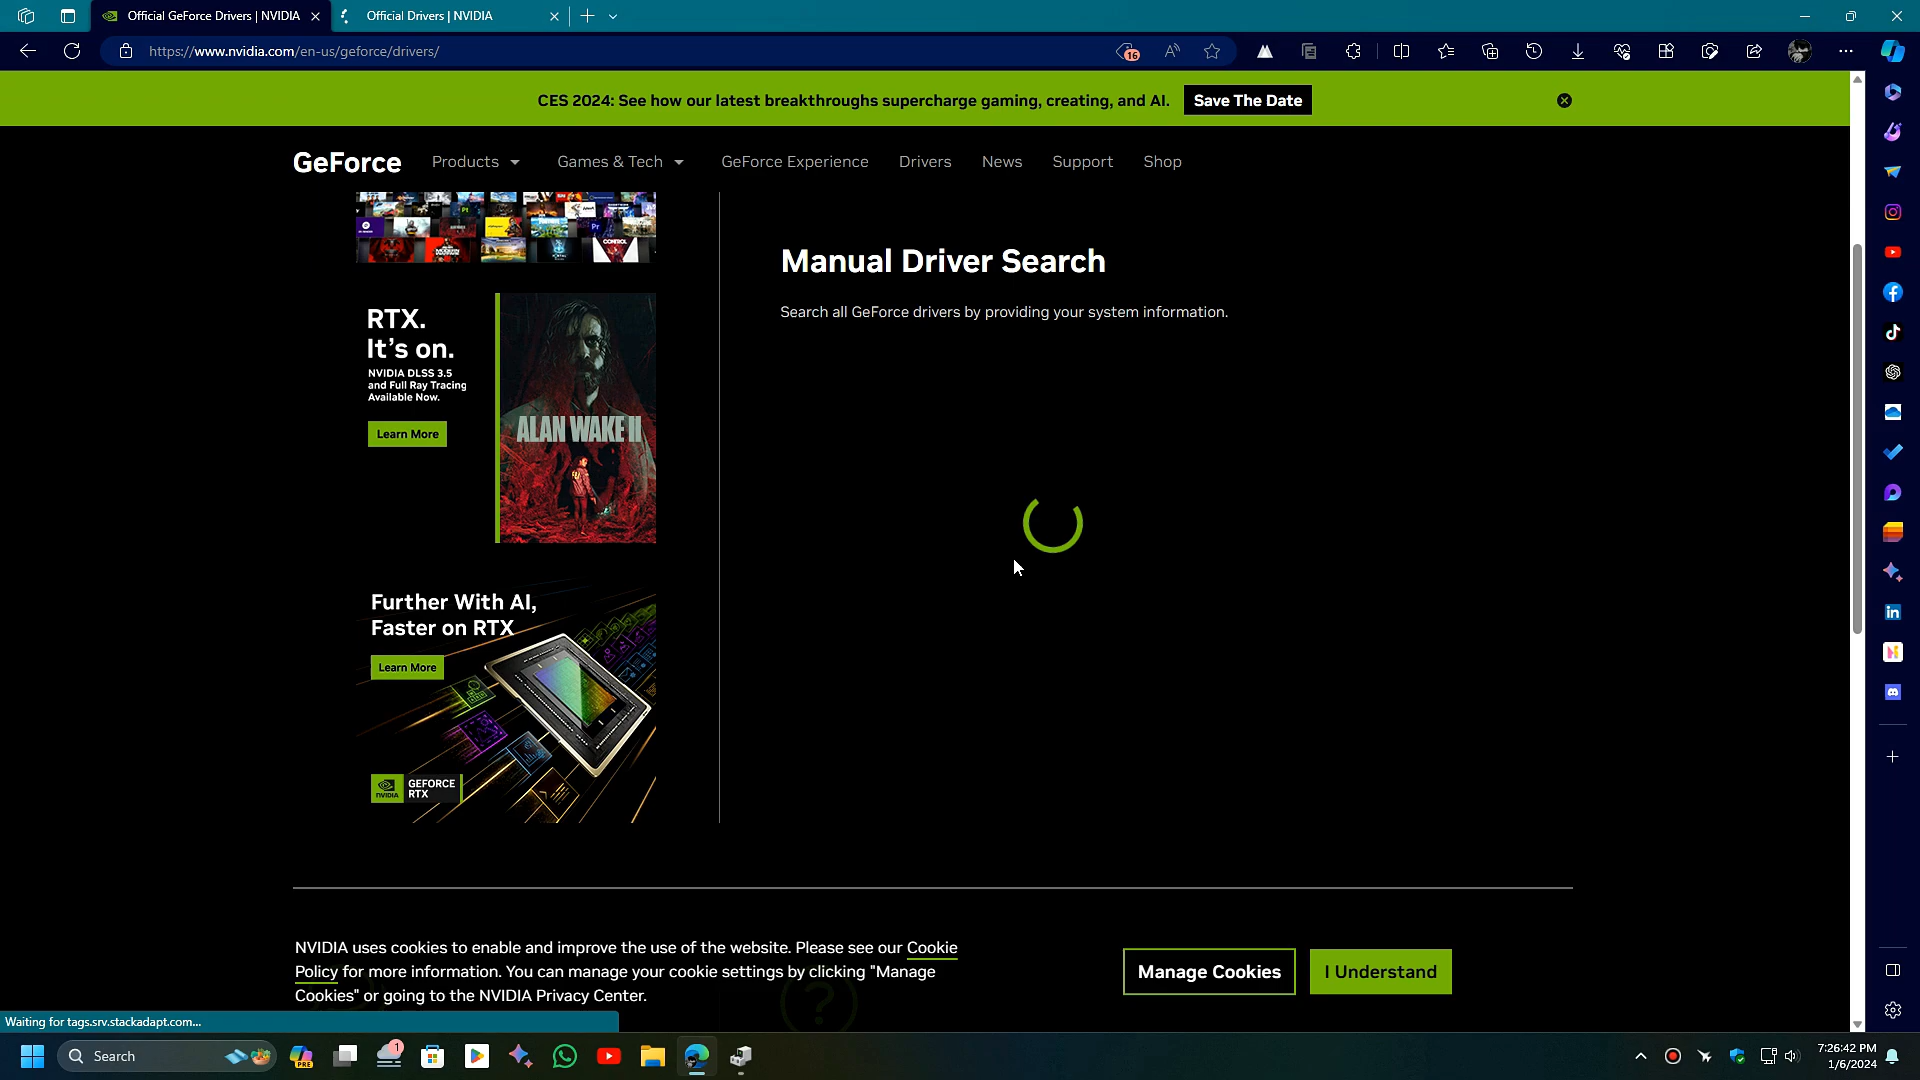 Official GeForce Drivers | NVIDIA
Official Drivers | NVIDIA
https://www.nvidia.com/en-us/geforce/drivers/
16
CES 2024: See how our latest breakthroughs supercharge gaming, creating, and AI.
Save The Date
GeForce
Products
Games & Tech
GeForce Experience
Drivers
News
Support
Shop
CONTROL
Manual Driver Search
Search all GeForce drivers by providing your system information.
RTX.
It's on.
NVIDIA DLSS 3.5
and Full Ray Tracing
Available Now.
Learn More
ALAN WAKE II
Further With AI,
Faster on RTX
Learn More
NVIDIA
GEFORCE
RTX
NVIDIA uses cookies to enable and improve the use of the website. Please see our Cookie
Policy for more information. You can manage your cookie settings by clicking "Manage
Cookies" or going to the NVIDIA Privacy Center.
Manage Cookies
I Understand
Waiting for tags.srv.stackadapt.com...
Search
PRE
1
7:26:42 PM
1/6/2024